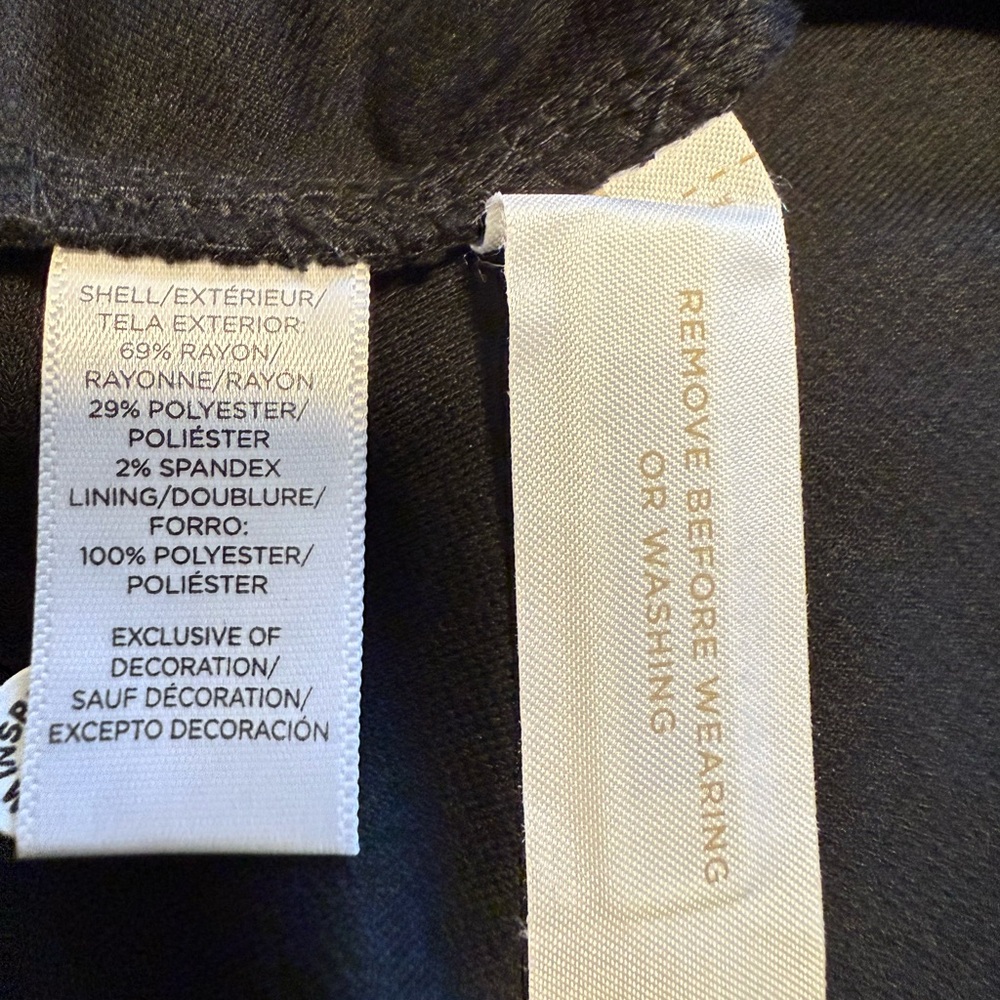 SHELL/EXTÉRIEUR/
TELA EXTERIOR:
69% RAYON/
RAYONNE/RAYON
29% POLYESTER/
POLIÉSTER
2% SPANDEX
LINING/DOUBLURE/
FORRO:
100% POLYESTER/
POLIÉSTER
EXCLUSIVE OF
DECORATION/
SAUF DÉCORATION/
EXCEPTO DECORACIÓN
REMOVE BEFORE WEARING
OR WASHING